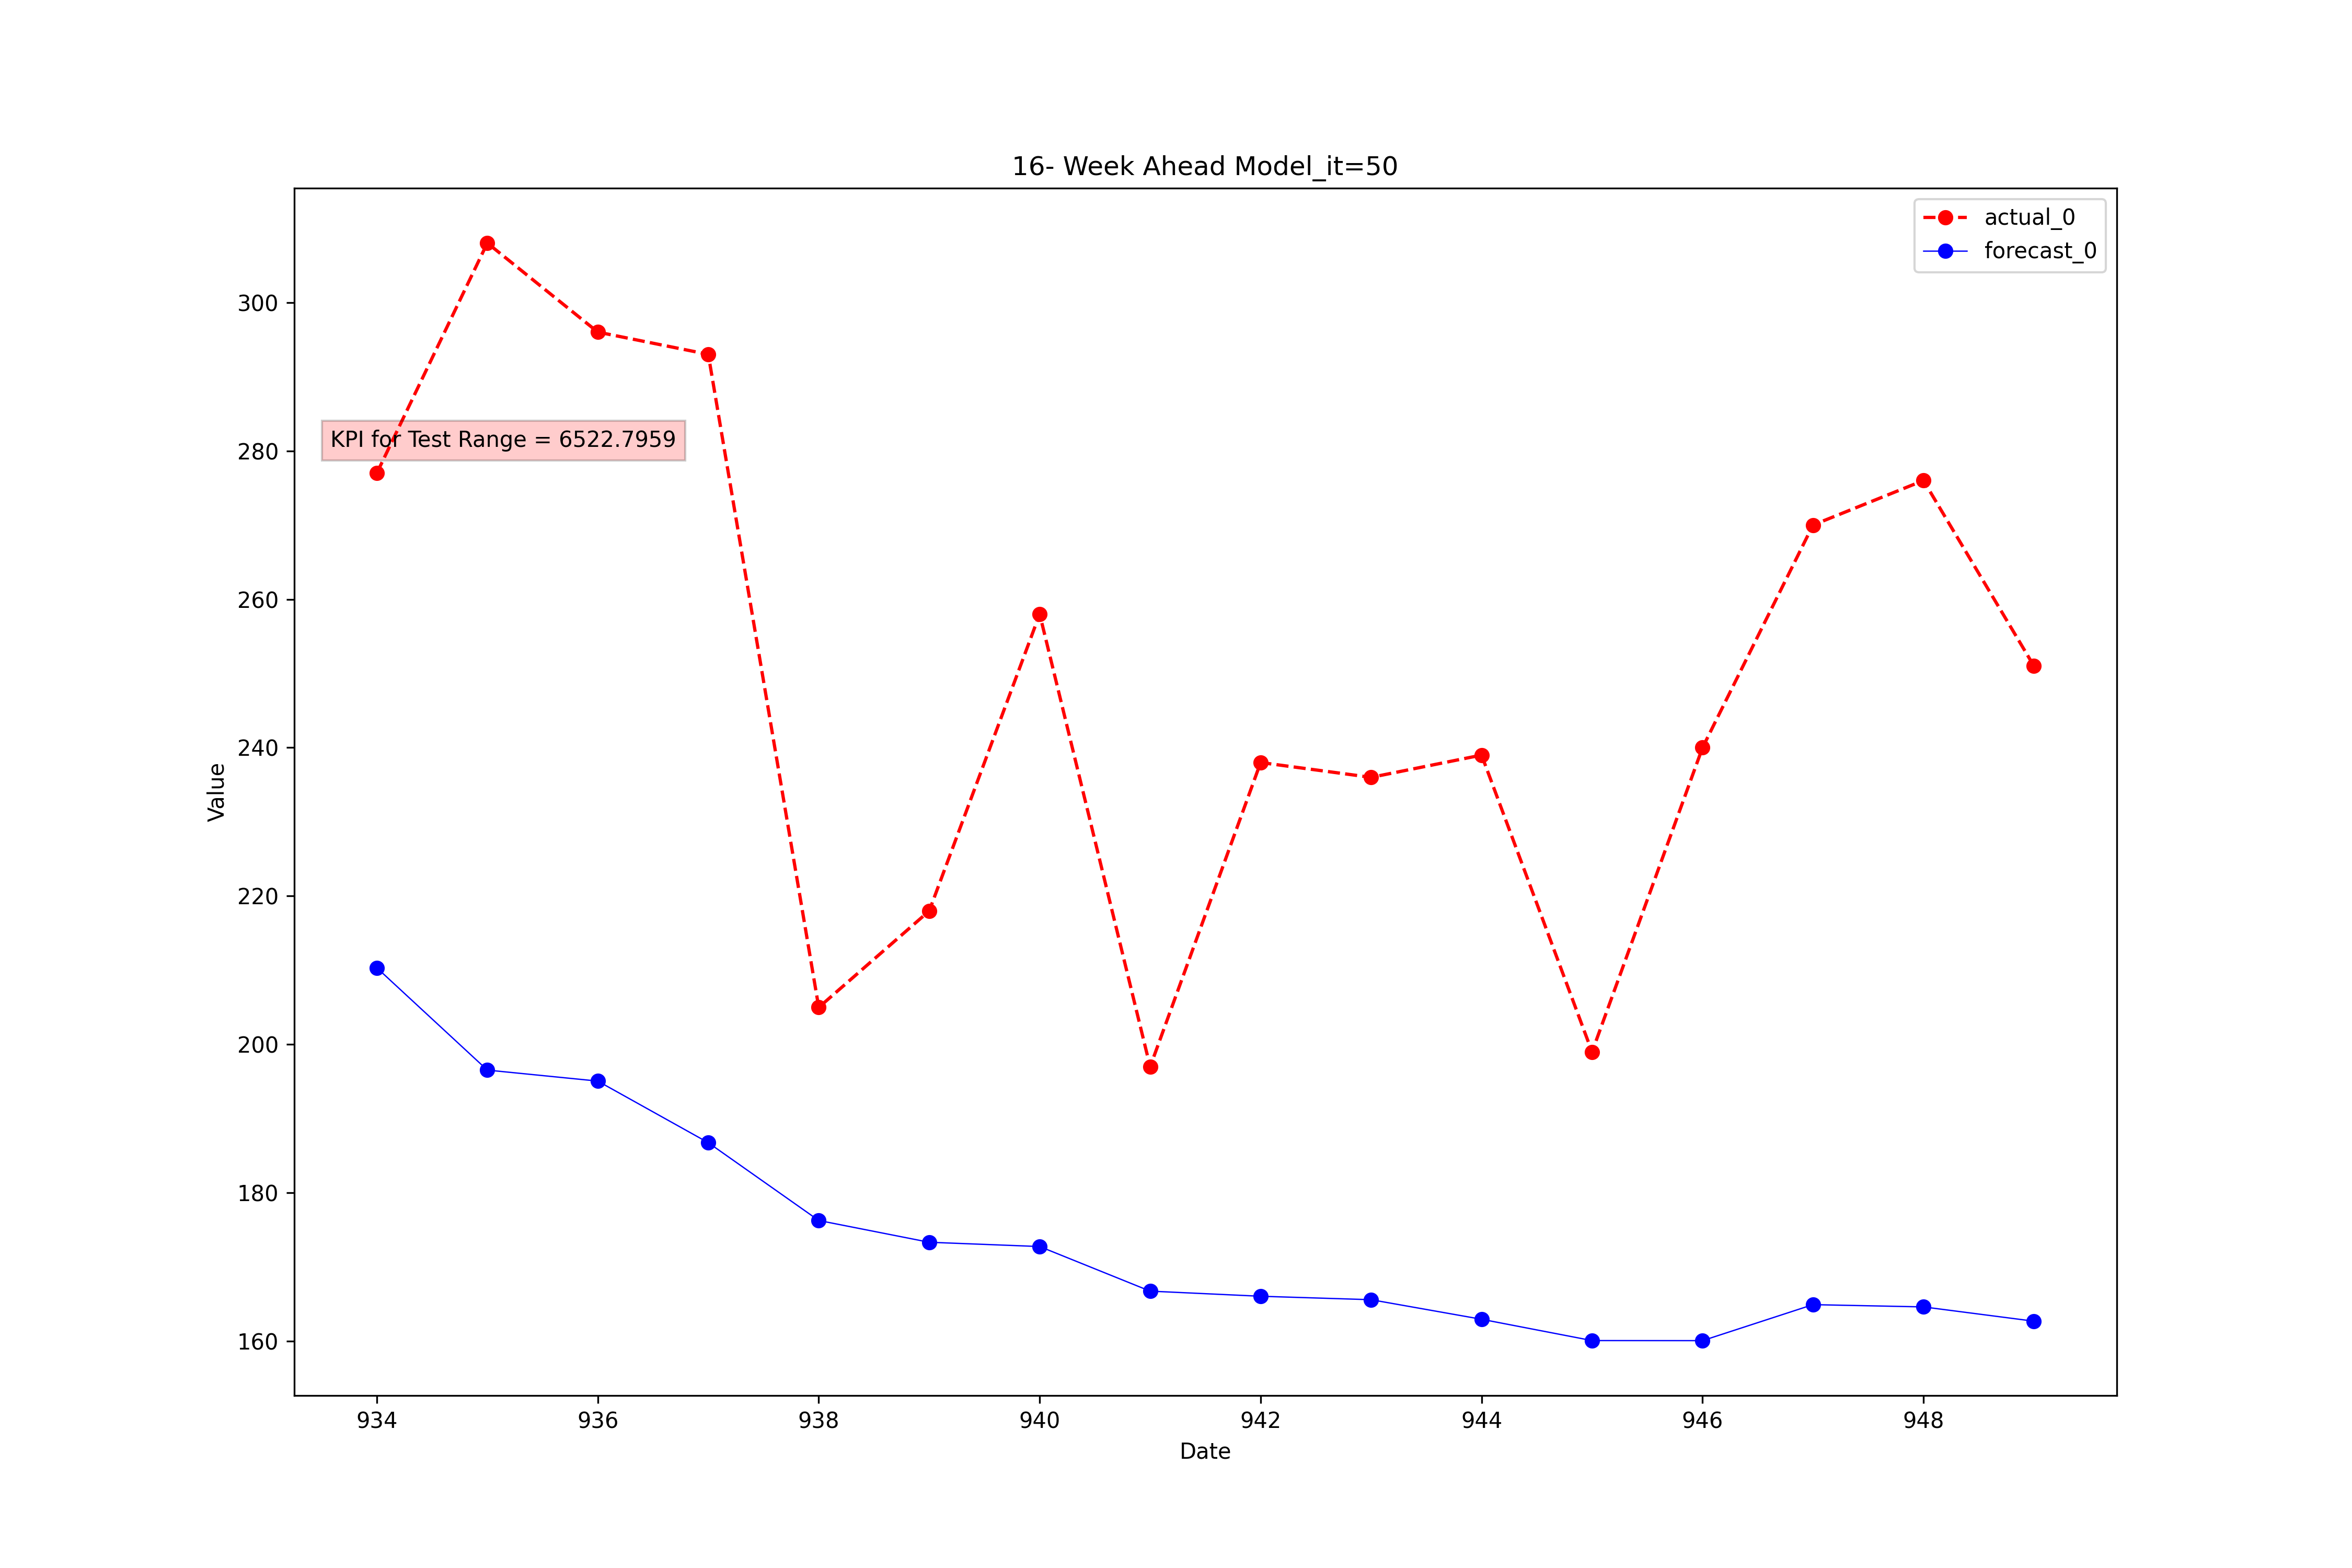 16- Week Ahead Model_it=50
actual_0
forecast_0
KPI for Test Range = 6522.7959
Value
300
280
260
240
220
200
180
160
934 936 938 940 942 944 946 948
Date